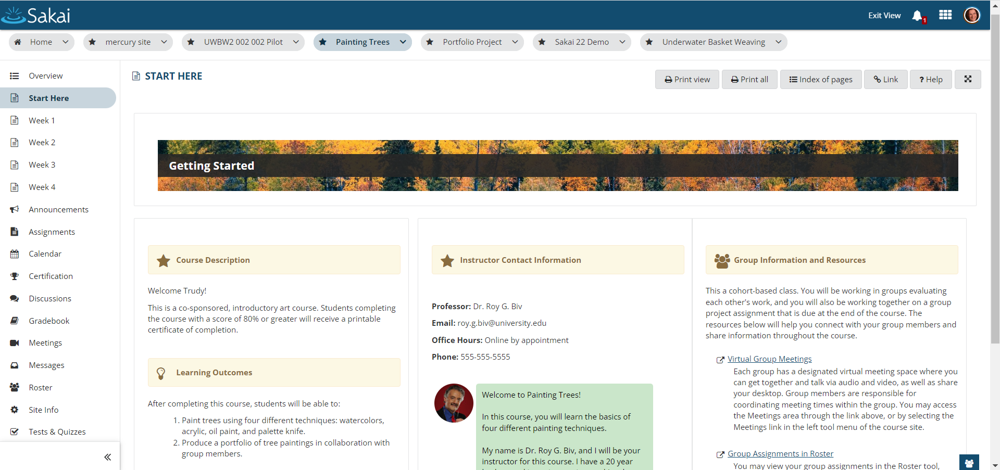 Sakai
Exit View
1
Home
mercury site
UWBW2 002 002 Pilot
Painting Trees
Portfolio Project
Sakai 22 Demo
Underwater Basket Weaving
Overview
Start Here
Week 1
Week 2
Week 3
Week 4
Announcements
Assignments
Calendar
Certification
Discussions
Gradebook
Meetings
Messages
Roster
Site Info
Tests & Quizzes
START HERE
Print view
Print all
Index of pages
Link
? Help
Getting Started
Course Description
Welcome Trudy!
This is a co-sponsored, introductory art course. Students completing
the course with a score of 80% or greater will receive a printable
certificate of completion.
Learning Outcomes
After completing this course, students will be able to:
1. Paint trees using four different techniques: watercolors,
acrylic, oil paint, and palette knife.
2. Produce a portfolio of tree paintings in collaboration with
group members.
Instructor Contact Information
Professor: Dr. Roy G. Biv
Email: roy.g.biv@university.edu
Office Hours: Online by appointment
Phone: 555-555-5555
Welcome to Painting Trees!
In this course, you will learn the basics of
four different painting techniques.
My name is Dr. Roy G. Biv, and I will be your
instructor for this course. I have a 20 year
Group Information and Resources
This a cohort-based class. You will be working in groups evaluating
each other's work, and you will also be working together on a group
project assignment that is due at the end of the course. The
resources below will help you connect with your group members and
share information throughout the course.
Virtual Group Meetings
Each group has a designated virtual meeting space where you
can get together and talk via audio and video, as well as share
your desktop. Group members are responsible for
coordinating meeting times within the group. You may access
the Meetings area through the link above, or by selecting the
Meetings link in the left tool menu of the course site.
Group Assignments in Roster
You may view your group assignments in the Roster tool,